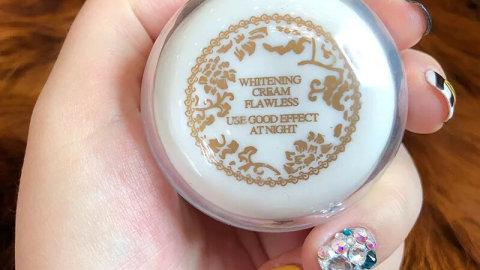 WHITENING
CREAM
FLAWLESS
USE GOOD EFFECT
AT NIGHT